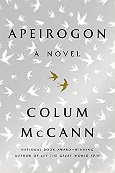 APEIROGON
A NOVEL
COLUM
McCANN
NATIONAL BOOK AWARD–WINNING
AUTHOR OF LET THE GREAT WORLD SPIN